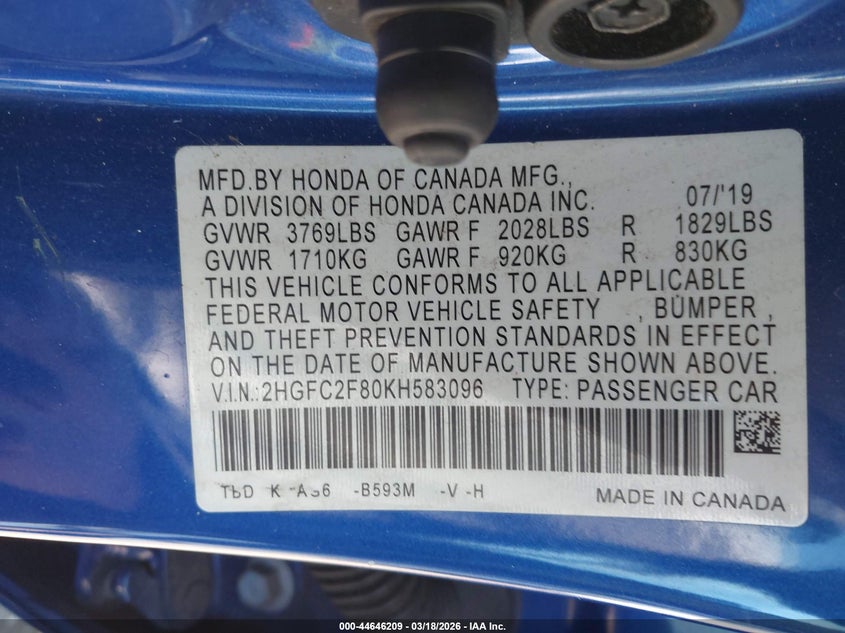 MFD.BY HONDA OF CANADA MFG.,
A DIVISION OF HONDA CANADA INC. 07/'19
GVWR 3769LBS GAWR F 2028LBS R 1829LBS
GVWR 1710KG GAWR F 920KG R 830KG
THIS VEHICLE CONFORMS TO ALL APPLICABLE
FEDERAL MOTOR VEHICLE SAFETY , BUMPER ,
AND THEFT PREVENTION STANDARDS IN EFFECT
ON THE DATE OF MANUFACTURE SHOWN ABOVE.
V.I.N.:2HGFC2F80KH583096 TYPE: PASSENGER CAR
-B593M -V -H MADE IN CANADA
000-44646209 - 03/18/2026 - IAA Inc.